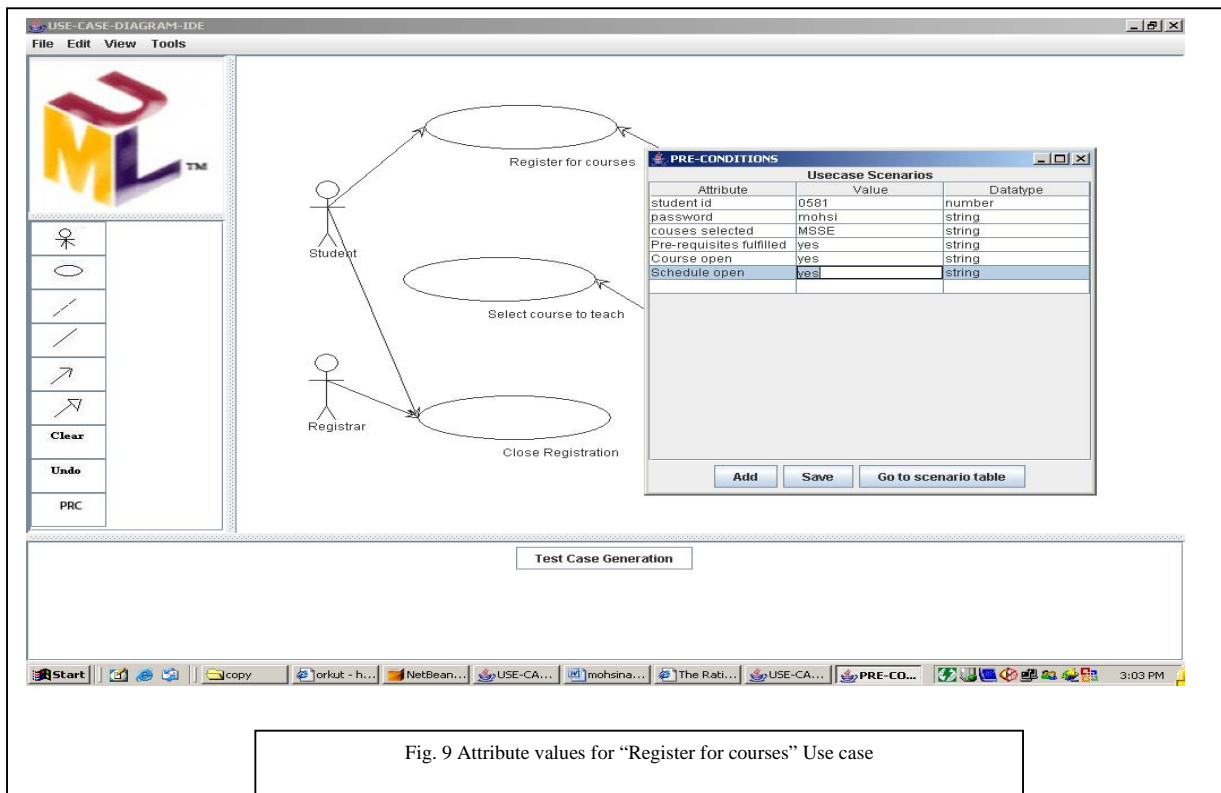 USE-CASE-DIAGRAM-IDE
File Edit View Tools
UML TM
Clear
Undo
PRC
Register for courses
Student
Select course to teach
Registrar
Close Registration
PRE-CONDITIONS
Usecase Scenarios
Attribute Value Datatype
student id 0581 number
password mohsi string
couses selected MSSE string
Pre-requisites fulfilled yes string
Course open yes string
Schedule open yes string
Add Save Go to scenario table
Test Case Generation
Start copy orkut - h... NetBean... USE-CA... mohsina... The Rati... USE-CA... PRE-CO... 3:03 PM
Fig. 9 Attribute values for “Register for courses” Use case